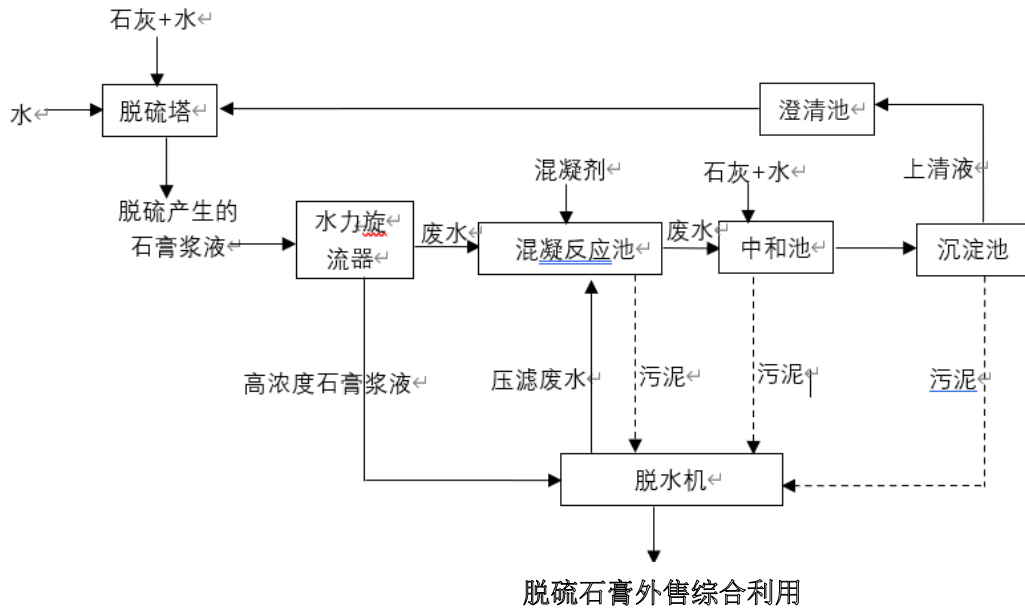 石灰+水
水
脱硫塔
澄清池
混凝剂
石灰+水
上清液
脱硫产生的
石膏浆液
水力旋
流器
废水
混凝反应池
废水
中和池
沉淀池
高浓度石膏浆液
压滤废水
污泥
污泥
污泥
脱水机
脱硫石膏外售综合利用